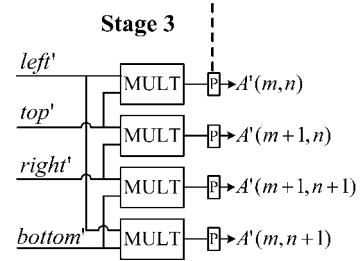 Stage 3
left'
MULT
P
A'(m,n)
top'
MULT
P
A'(m+1,n)
right'
MULT
P
A'(m+1,n+1)
bottom'
MULT
P
A'(m,n+1)